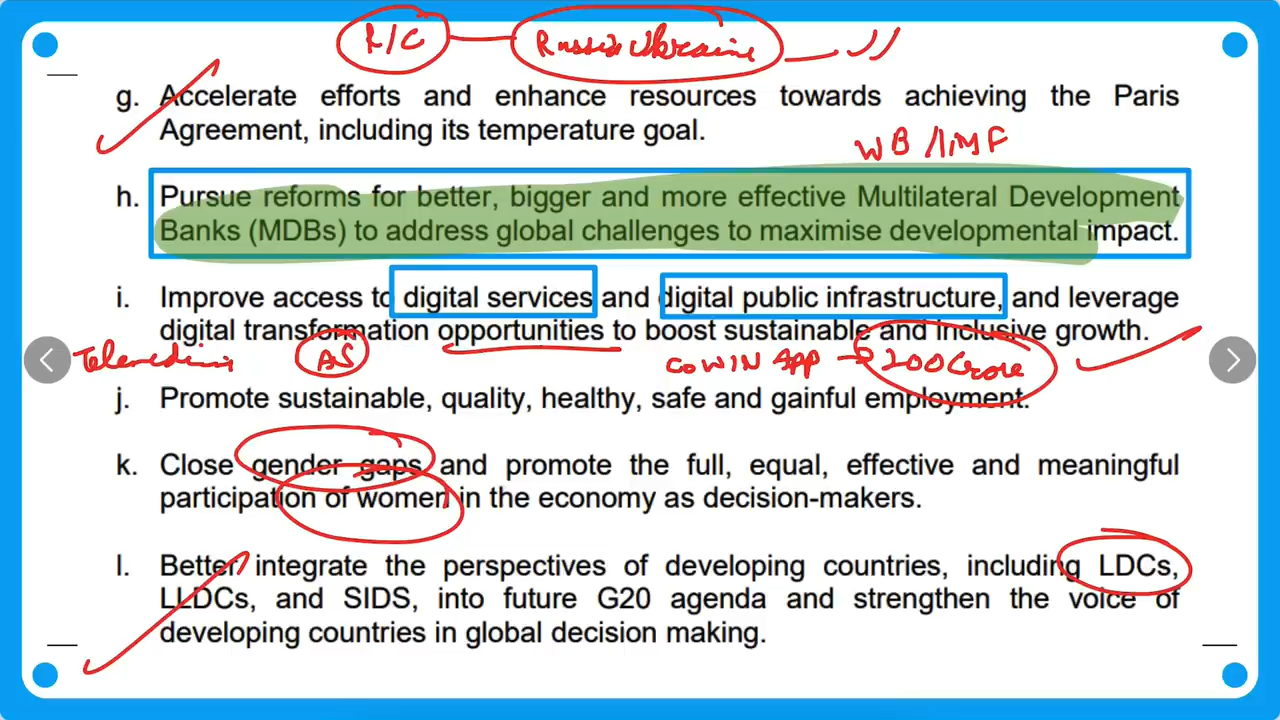 R/C Russia Ukraine
g. Accelerate efforts and enhance resources towards achieving the Paris
Agreement, including its temperature goal.
WB/IMF
h. Pursue reforms for better, bigger and more effective Multilateral Development
Banks (MDBs) to address global challenges to maximise developmental impact.
i. Improve access to digital services and digital public infrastructure, and leverage
digital transformation opportunities to boost sustainable and inclusive growth.
AS CoWIN App → 200 Crore
j. Promote sustainable, quality, healthy, safe and gainful employment.
k. Close gender gaps and promote the full, equal, effective and meaningful
participation of women in the economy as decision-makers.
l. Better integrate the perspectives of developing countries, including LDCs,
LLDCs, and SIDS, into future G20 agenda and strengthen the voice of
developing countries in global decision making.